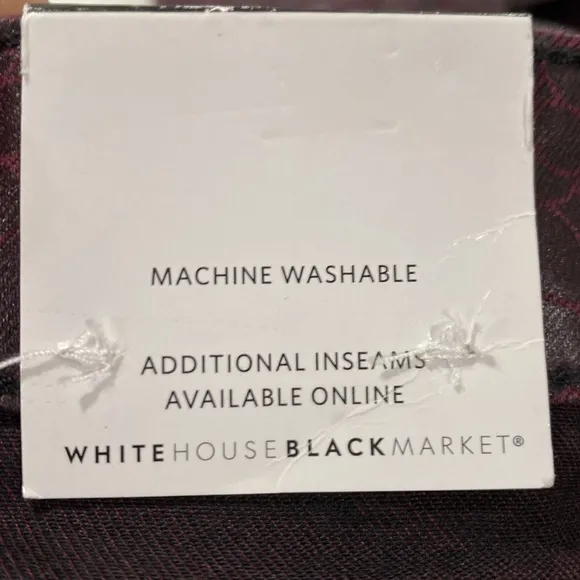 MACHINE WASHABLE
ADDITIONAL INSEAMS
AVAILABLE ONLINE
WHITEHOUSEBLACKMARKET®